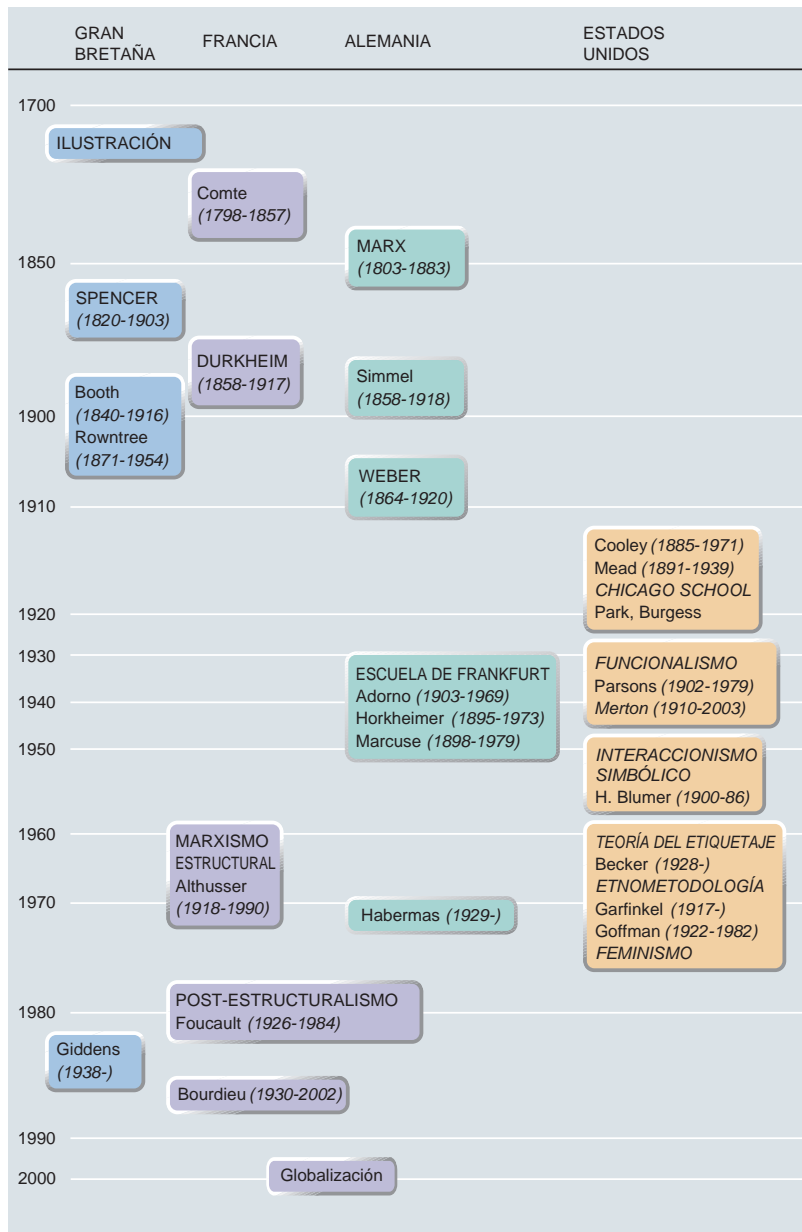 GRAN
BRETAÑA
FRANCIA
ALEMANIA
ESTADOS
UNIDOS
1700
ILUSTRACIÓN
Comte
(1798-1857)
MARX
(1803-1883)
1850
SPENCER
(1820-1903)
DURKHEIM
(1858-1917)
Simmel
(1858-1918)
Booth
(1840-1916)
Rowntree
(1871-1954)
1900
WEBER
(1864-1920)
1910
Cooley (1885-1971)
Mead (1891-1939)
CHICAGO SCHOOL
Park, Burgess
1920
1930
ESCUELA DE FRANKFURT
Adorno (1903-1969)
Horkheimer (1895-1973)
Marcuse (1898-1979)
FUNCIONALISMO
Parsons (1902-1979)
Merton (1910-2003)
1940
1950
INTERACCIONISMO
SIMBÓLICO
H. Blumer (1900-86)
1960
MARXISMO
ESTRUCTURAL
Althusser
(1918-1990)
TEORÍA DEL ETIQUETAJE
Becker (1928-)
ETNOMETODOLOGÍA
Garfinkel (1917-)
Goffman (1922-1982)
FEMINISMO
1970
Habermas (1929-)
POST-ESTRUCTURALISMO
Foucault (1926-1984)
1980
Giddens
(1938-)
Bourdieu (1930-2002)
1990
Globalización
2000